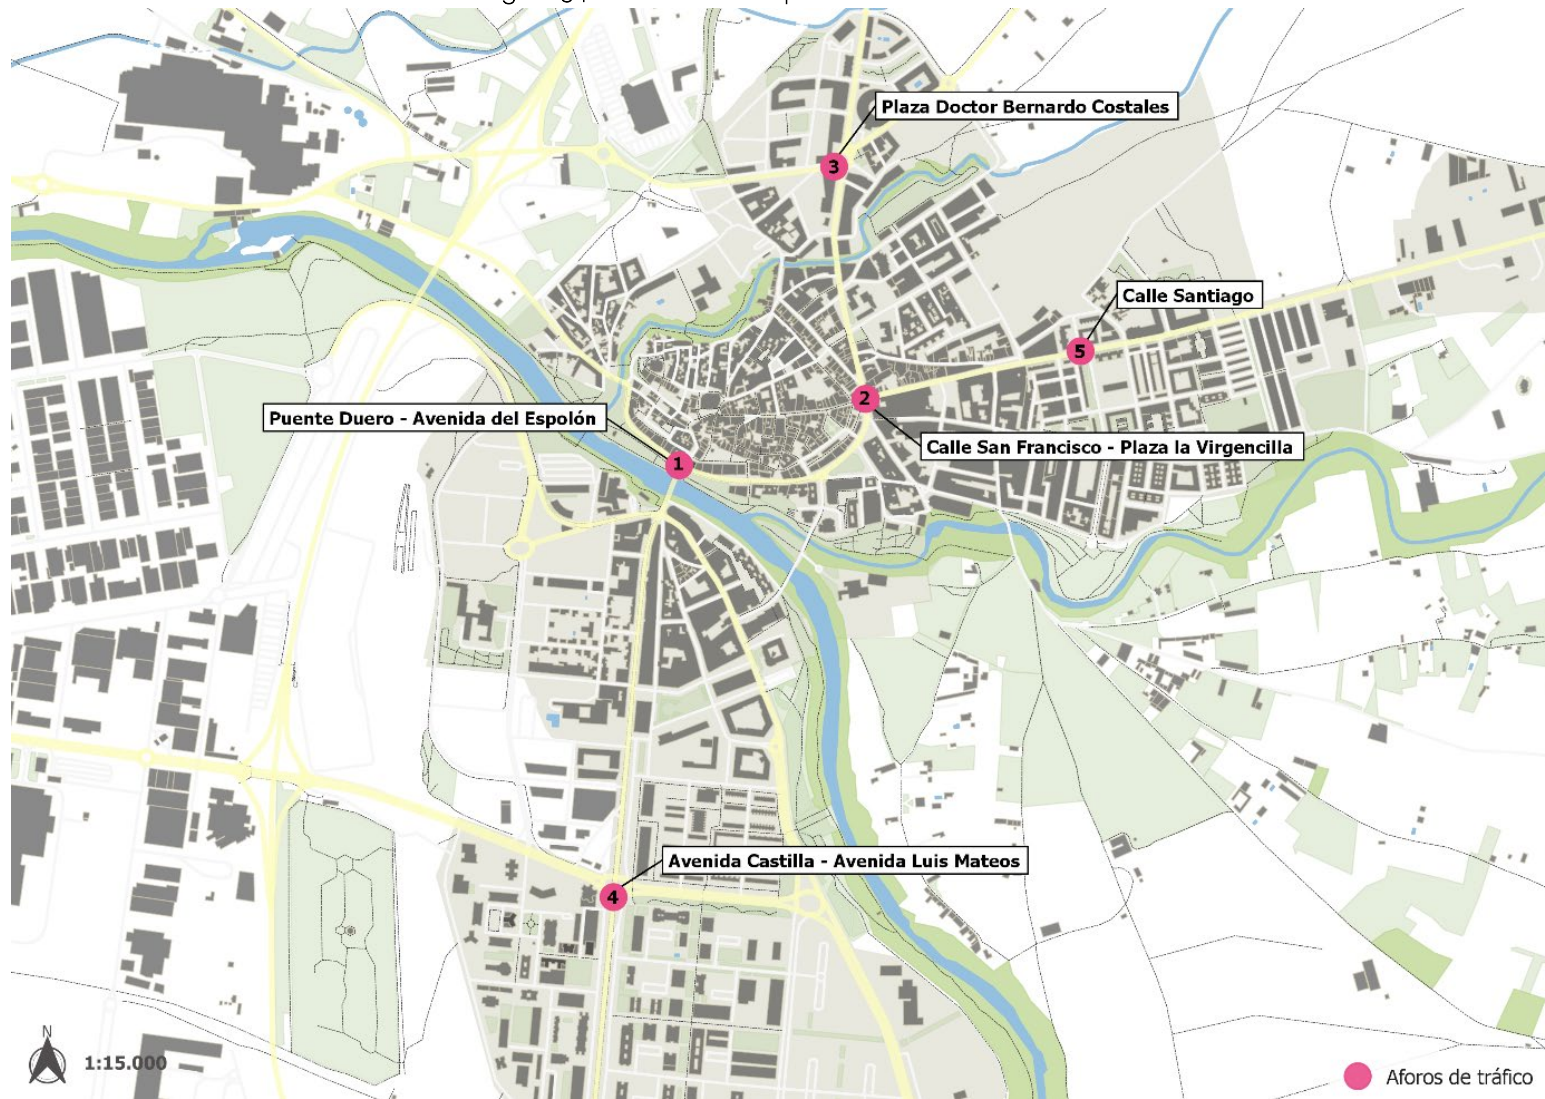 Plaza Doctor Bernardo Costales
3
Calle Santiago
5
2
Puente Duero - Avenida del Espolón
Calle San Francisco - Plaza la Virgencilla
1
Avenida Castilla - Avenida Luis Mateos
4
N
1:15.000
Aforos de tráfico